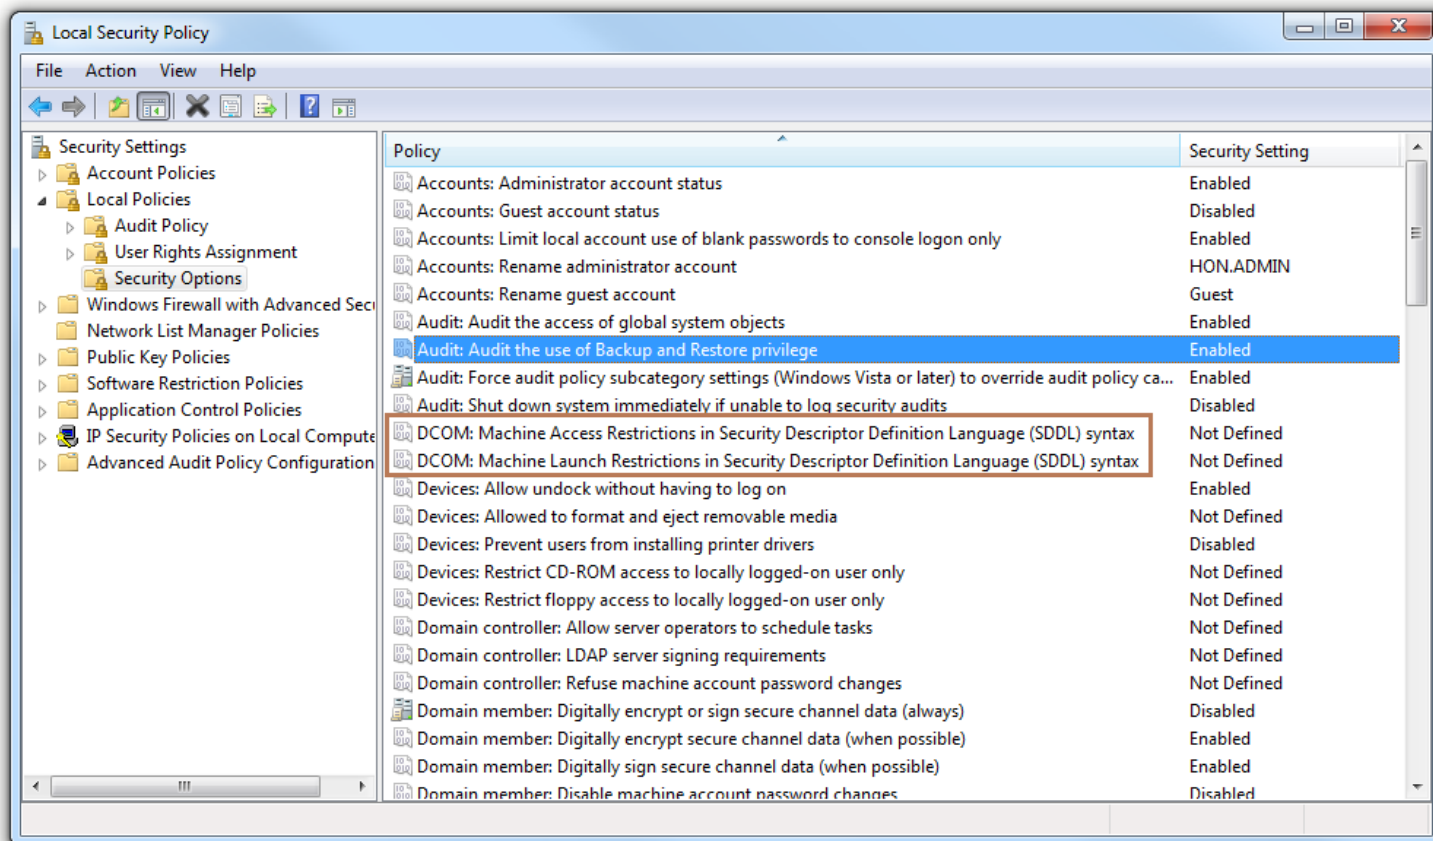 Local Security Policy
File Action View Help
Security Settings
Account Policies
Local Policies
Audit Policy
User Rights Assignment
Security Options
Windows Firewall with Advanced Secu
Network List Manager Policies
Public Key Policies
Software Restriction Policies
Application Control Policies
IP Security Policies on Local Compute
Advanced Audit Policy Configuration
Policy Security Setting
Accounts: Administrator account status Enabled
Accounts: Guest account status Disabled
Accounts: Limit local account use of blank passwords to console logon only Enabled
Accounts: Rename administrator account HON.ADMIN
Accounts: Rename guest account Guest
Audit: Audit the access of global system objects Enabled
Audit: Audit the use of Backup and Restore privilege Enabled
Audit: Force audit policy subcategory settings (Windows Vista or later) to override audit policy ca... Enabled
Audit: Shut down system immediately if unable to log security audits Disabled
DCOM: Machine Access Restrictions in Security Descriptor Definition Language (SDDL) syntax Not Defined
DCOM: Machine Launch Restrictions in Security Descriptor Definition Language (SDDL) syntax Not Defined
Devices: Allow undock without having to log on Enabled
Devices: Allowed to format and eject removable media Not Defined
Devices: Prevent users from installing printer drivers Disabled
Devices: Restrict CD-ROM access to locally logged-on user only Not Defined
Devices: Restrict floppy access to locally logged-on user only Not Defined
Domain controller: Allow server operators to schedule tasks Not Defined
Domain controller: LDAP server signing requirements Not Defined
Domain controller: Refuse machine account password changes Not Defined
Domain member: Digitally encrypt or sign secure channel data (always) Disabled
Domain member: Digitally encrypt secure channel data (when possible) Enabled
Domain member: Digitally sign secure channel data (when possible) Enabled
Domain member: Disable machine account password changes Disabled